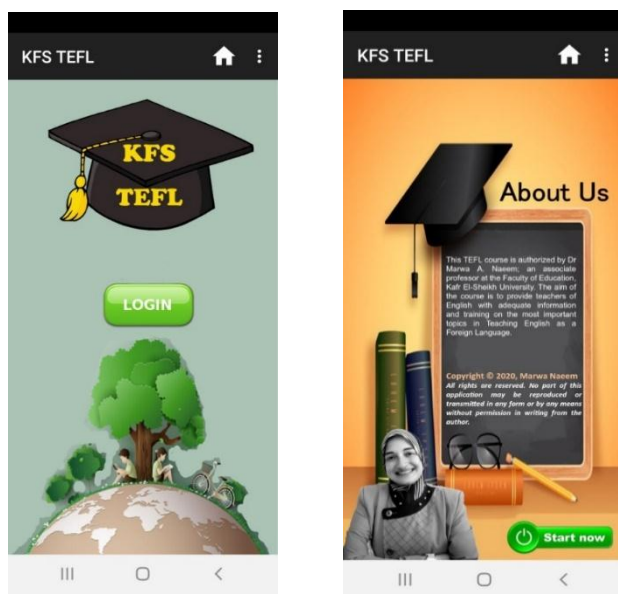 KFS TEFL
KFS
TEFL
LOGIN
KFS TEFL
About Us
This TEFL course is authorized by Dr
Marwa A. Naeem; an associate
professor at the Faculty of Education,
Kafr El-Sheikh University. The aim of
the course is to provide teachers of
English with adequate information
and training on the most important
topics in Teaching English as a
Foreign Language.
Copyright © 2020, Marwa Naeem
All rights are reserved. No part of this
application may be reproduced or
transmitted in any form or by any means
without permission in writing from the
author.
Start now